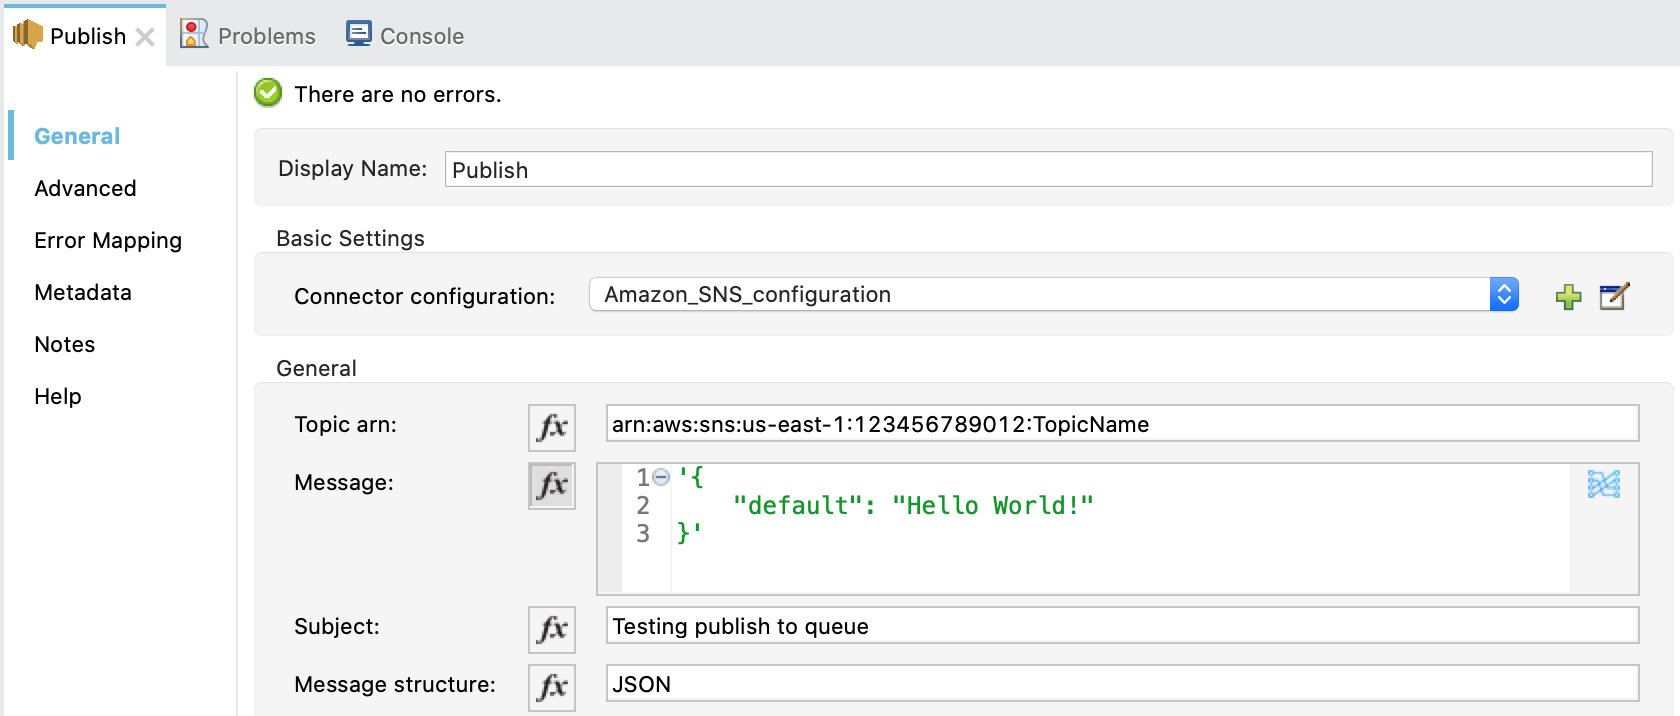 Publish
Problems
Console
General
Advanced
Error Mapping
Metadata
Notes
Help
There are no errors.
Display Name: Publish
Basic Settings
Connector configuration: Amazon_SNS_configuration
General
Topic arn: fx arn:aws:sns:us-east-1:123456789012:TopicName
Message: fx
1 '{
2 "default": "Hello World!"
3 }'
Subject: fx Testing publish to queue
Message structure: fx JSON